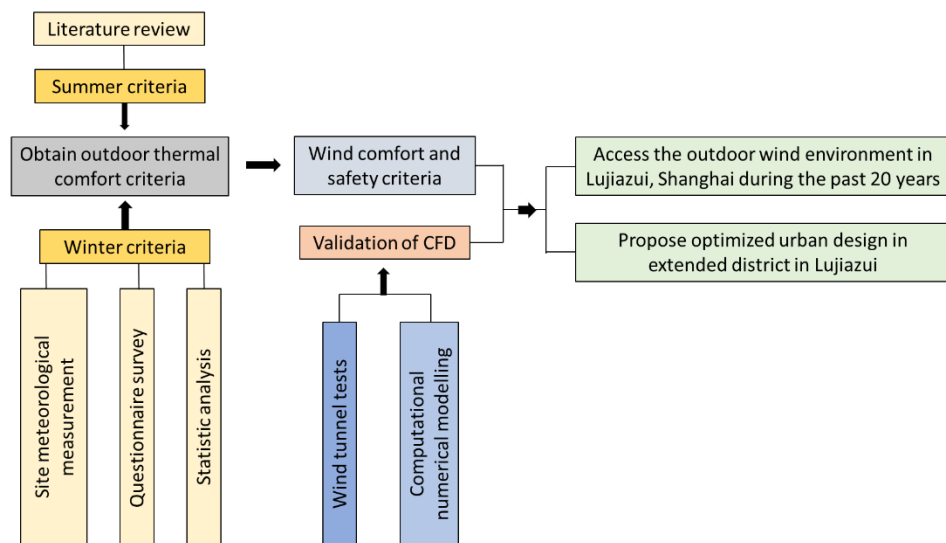 Literature review
Summer criteria
Obtain outdoor thermal
comfort criteria
Winter criteria
Site meteorological
measurement
Questionnaire survey
Statistic analysis
Wind comfort and
safety criteria
Validation of CFD
Wind tunnel tests
Computational
numerical modelling
Access the outdoor wind environment in
Lujiazui, Shanghai during the past 20 years
Propose optimized urban design in
extended district in Lujiazui